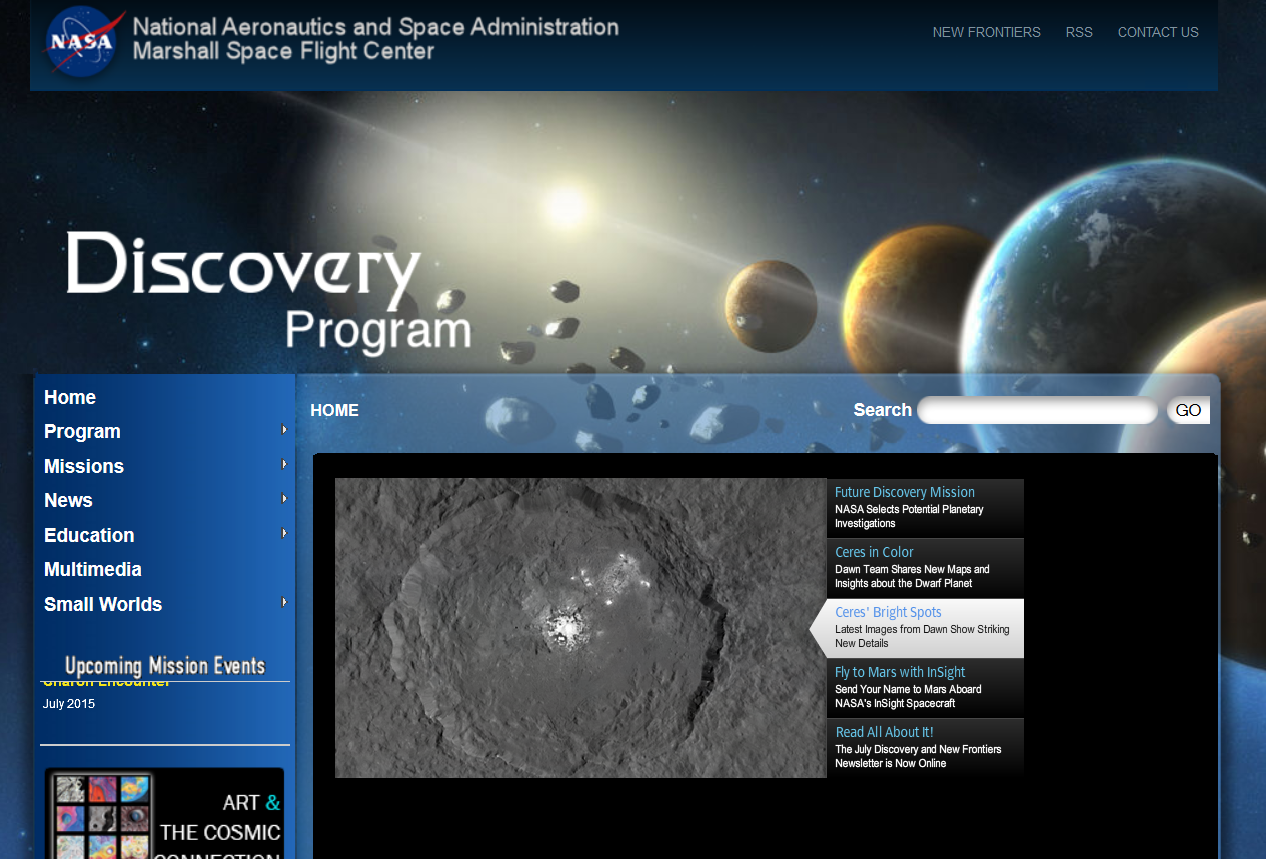 NASA
National Aeronautics and Space Administration
Marshall Space Flight Center
NEW FRONTIERS RSS CONTACT US
Discovery
Program
Home
Program
Missions
News
Education
Multimedia
Small Worlds
Upcoming Mission Events
July 2015
ART &
THE COSMIC
CONNECTION
HOME
Search GO
Future Discovery Mission
NASA Selects Potential Planetary
Investigations
Ceres in Color
Dawn Team Shares New Maps and
Insights about the Dwarf Planet
Ceres' Bright Spots
Latest Images from Dawn Show Striking
New Details
Fly to Mars with InSight
Send Your Name to Mars Aboard
NASA's InSight Spacecraft
Read All About It!
The July Discovery and New Frontiers
Newsletter is Now Online